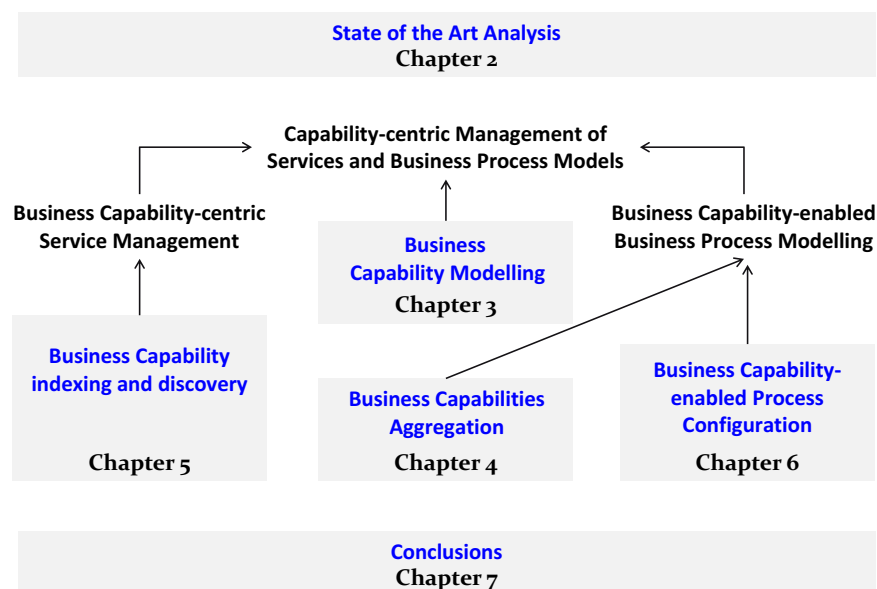 State of the Art Analysis
Chapter 2
Capability-centric Management of
Services and Business Process Models
Business Capability-centric
Service Management
Business Capability-enabled
Business Process Modelling
Business
Capability Modelling
Chapter 3
Business Capability
indexing and discovery
Chapter 5
Business Capabilities
Aggregation
Chapter 4
Business Capability-
enabled Process
Configuration
Chapter 6
Conclusions
Chapter 7